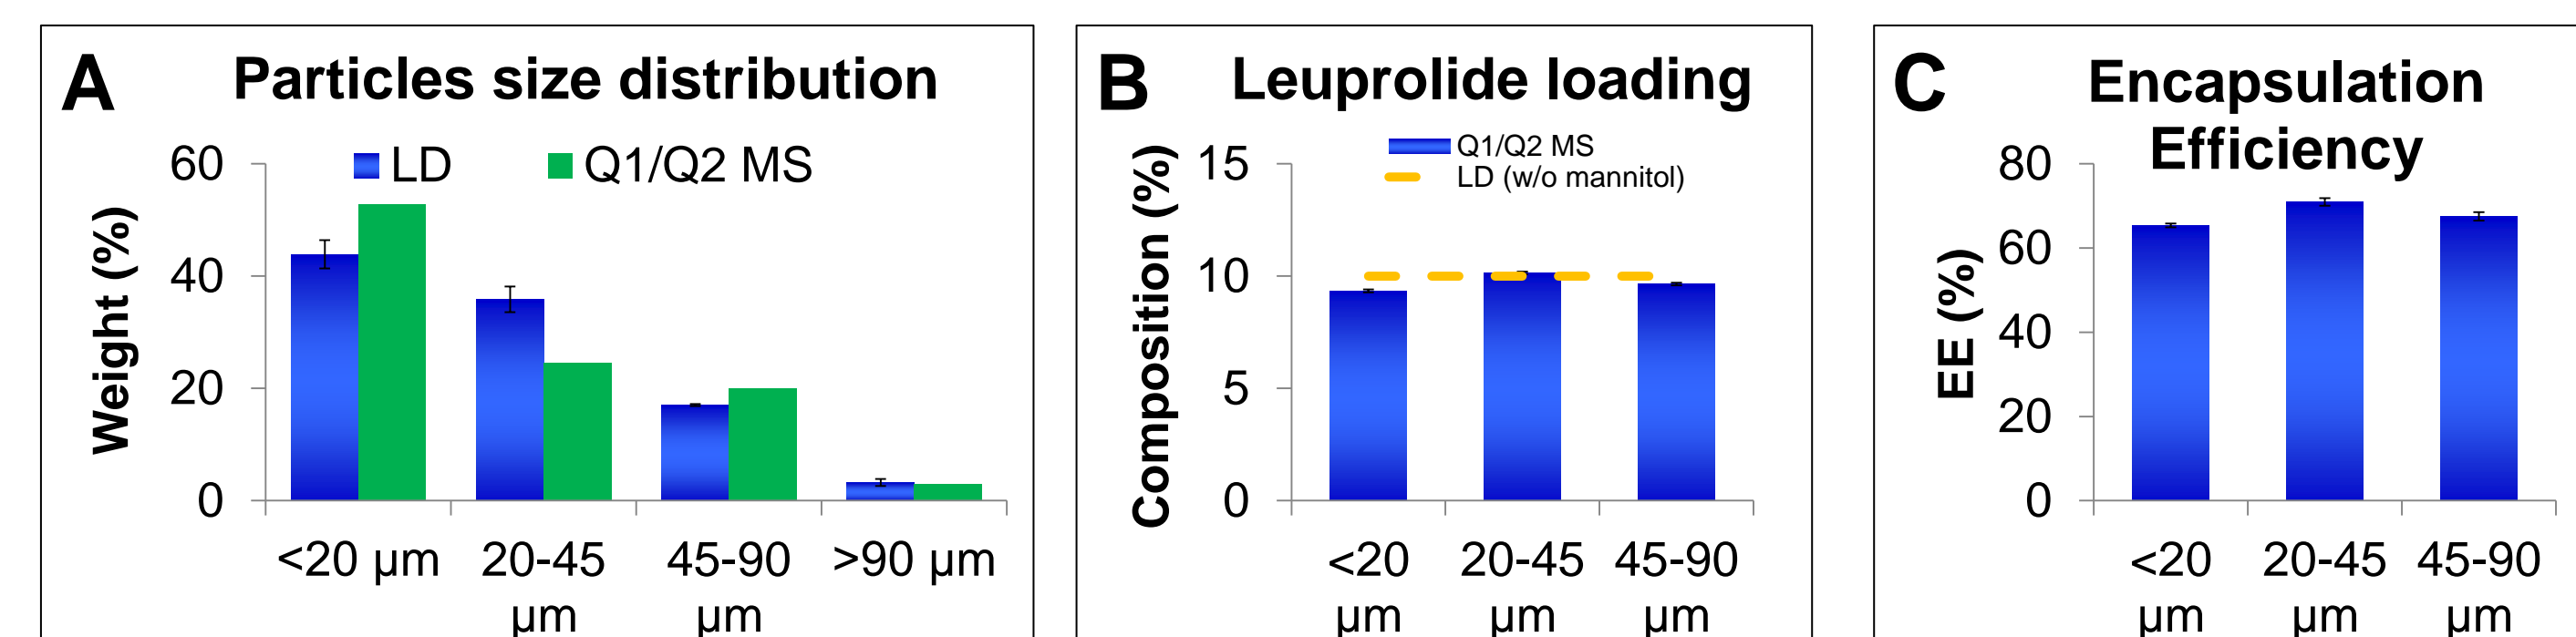 A
Particles size distribution
LD
Q1/Q2 MS
Weight (%)
60
40
20
0
<20 µm
20-45
µm
45-90
µm
>90 µm
B
Leuprolide loading
Q1/Q2 MS
LD (w/o mannitol)
Composition (%)
15
10
5
0
<20
µm
20-45
µm
45-90
µm
C
Encapsulation
Efficiency
EE (%)
80
60
40
20
0
<20
µm
20-45
µm
45-90
µm